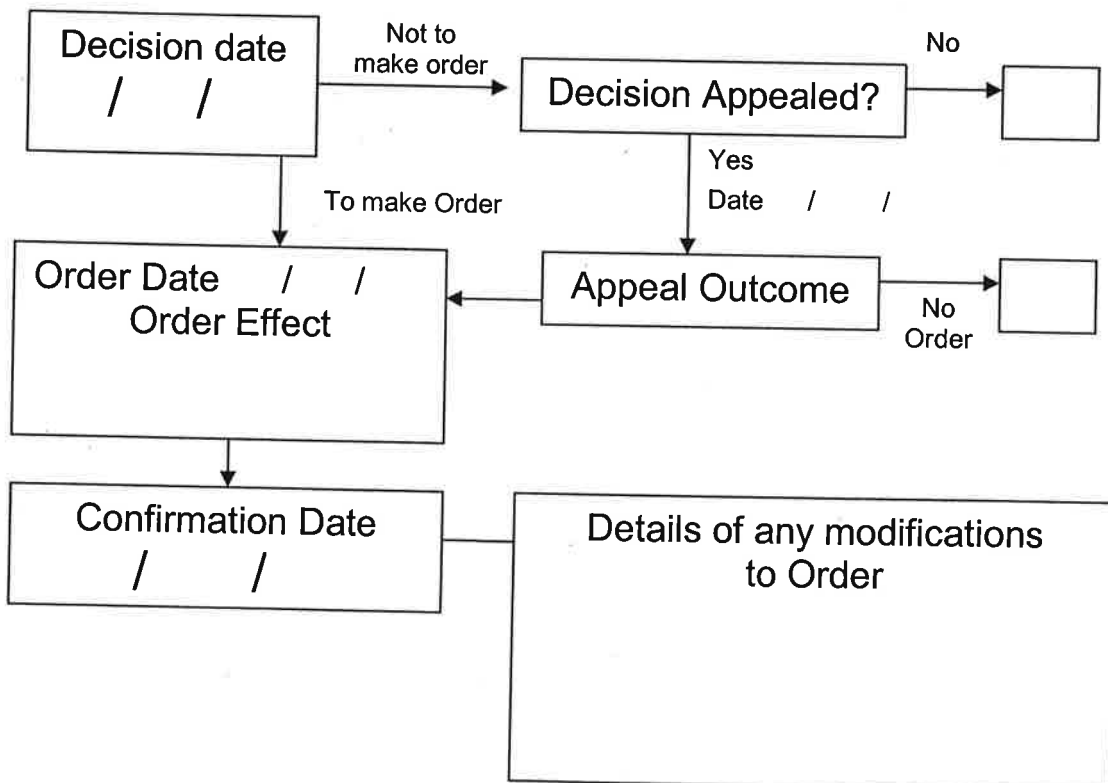 Decision date
/ /
Not to
make order
Decision Appealed?
No
Yes
Date / /
To make Order
Order Date / /
Order Effect
Appeal Outcome
No
Order
Confirmation Date
/ /
Details of any modifications
to Order